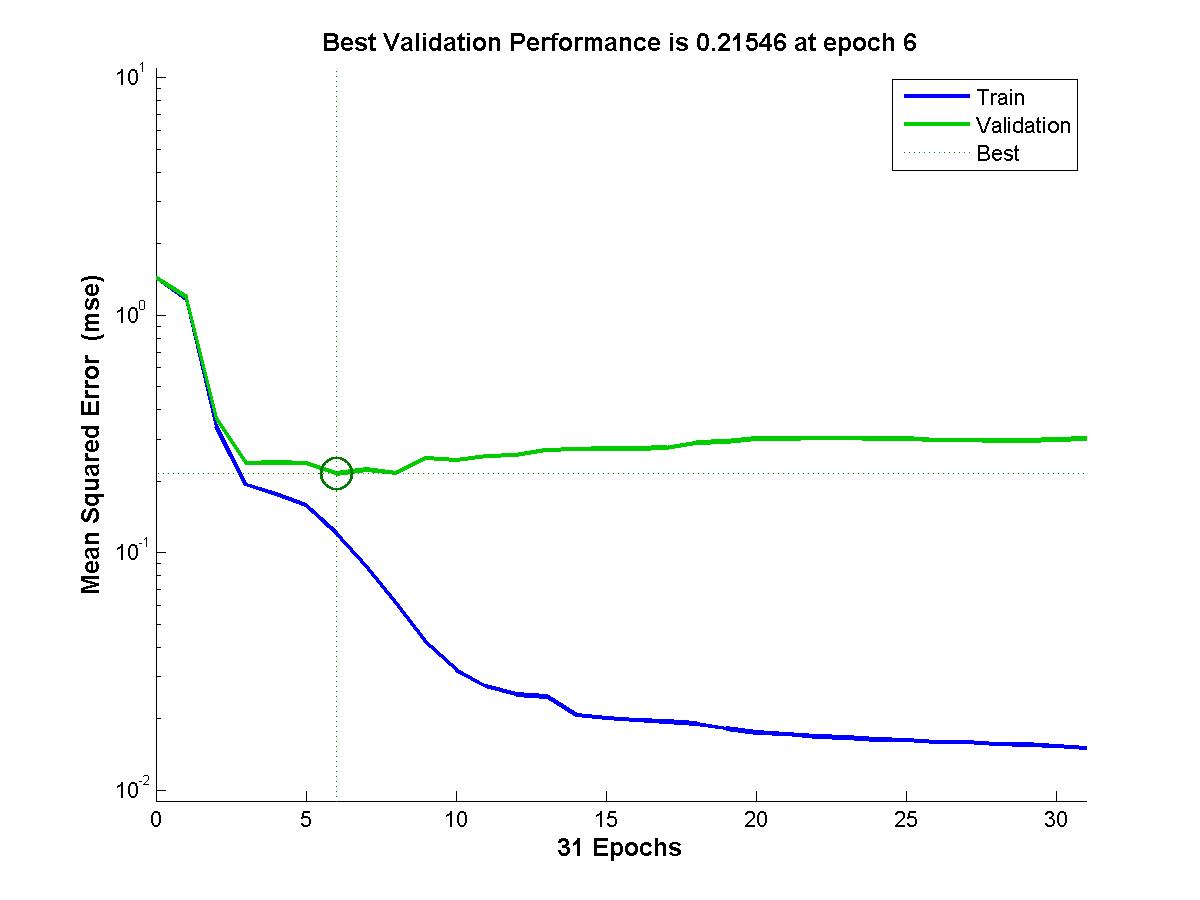 Best Validation Performance is 0.21546 at epoch 6
10^1
10^0
10^-1
10^-2
Mean Squared Error (mse)
Train
Validation
Best
0 5 10 15 20 25 30
31 Epochs